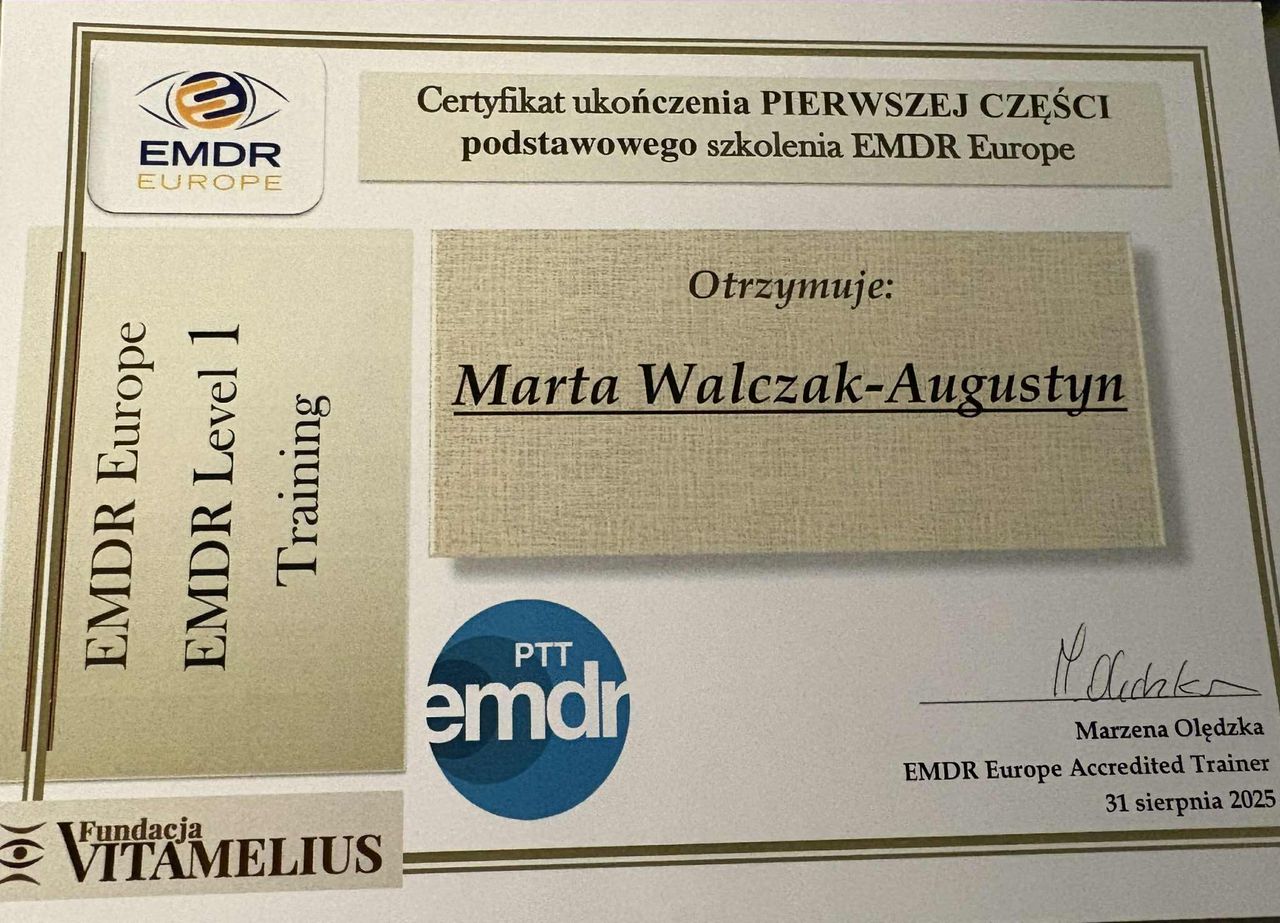 EMDR
EUROPE
Certyfikat ukończenia PIERWSZEJ CZĘŚCI
podstawowego szkolenia EMDR Europe
EMDR Europe
EMDR Level 1
Training
Otrzymuje:
Marta Walczak-Augustyn
PTT
emdr
M Olędzka
Marzena Olędzka
EMDR Europe Accredited Trainer
31 sierpnia 2025
Fundacja
VITAMELIUS